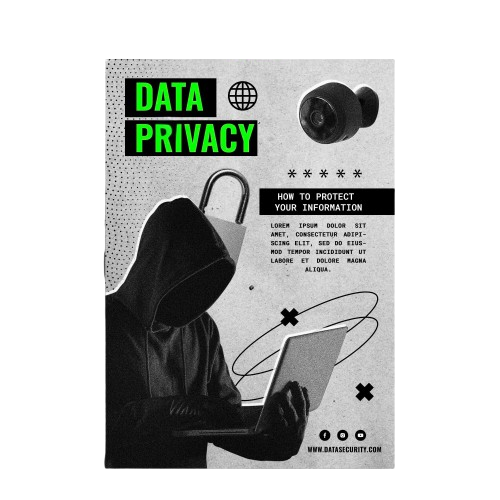 DATA
PRIVACY
*****
HOW TO PROTECT
YOUR INFORMATION
LOREM IPSUM DOLOR SIT
AMET, CONSECTETUR ADIPI-
SCING ELIT, SED DO EIUS-
MOD TEMPOR INCIDIDUNT UT
LABORE ET DOLORE MAGNA
ALIQUA.
WWW.DATASECURITY.COM